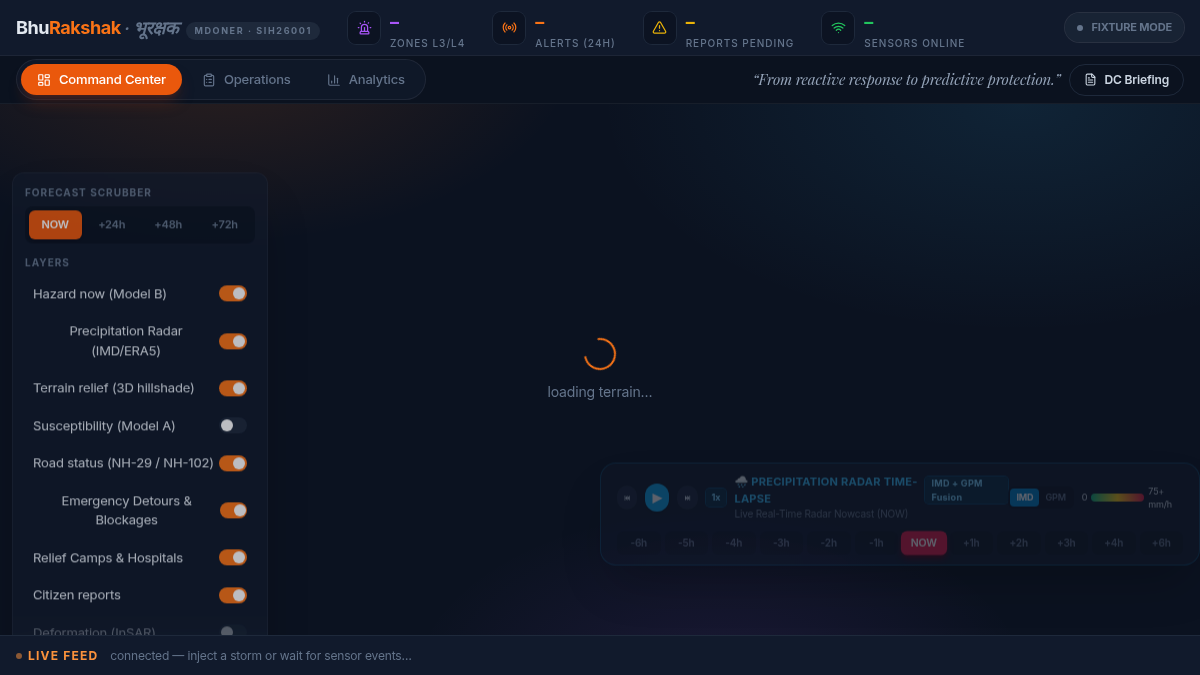 BhuRakshak · भूरक्षक MDONER · SIH26001
– ZONES L3/L4
– ALERTS (24H)
– REPORTS PENDING
– SENSORS ONLINE
FIXTURE MODE
Command Center Operations Analytics
“From reactive response to predictive protection.” DC Briefing
FORECAST SCRUBBER
NOW +24h +48h +72h
LAYERS
Hazard now (Model B)
Precipitation Radar
(IMD/ERA5)
Terrain relief (3D hillshade)
Susceptibility (Model A)
Road status (NH-29 / NH-102)
Emergency Detours &
Blockages
Relief Camps & Hospitals
Citizen reports
Deformation (InSAR)
loading terrain...
1x
PRECIPITATION RADAR TIME-
LAPSE
Live Real-Time Radar Nowcast (NOW)
IMD + GPM
Fusion
IMD GPM
0 75+
mm/h
-6h -5h -4h -3h -2h -1h NOW +1h +2h +3h +4h +6h
LIVE FEED connected — inject a storm or wait for sensor events...